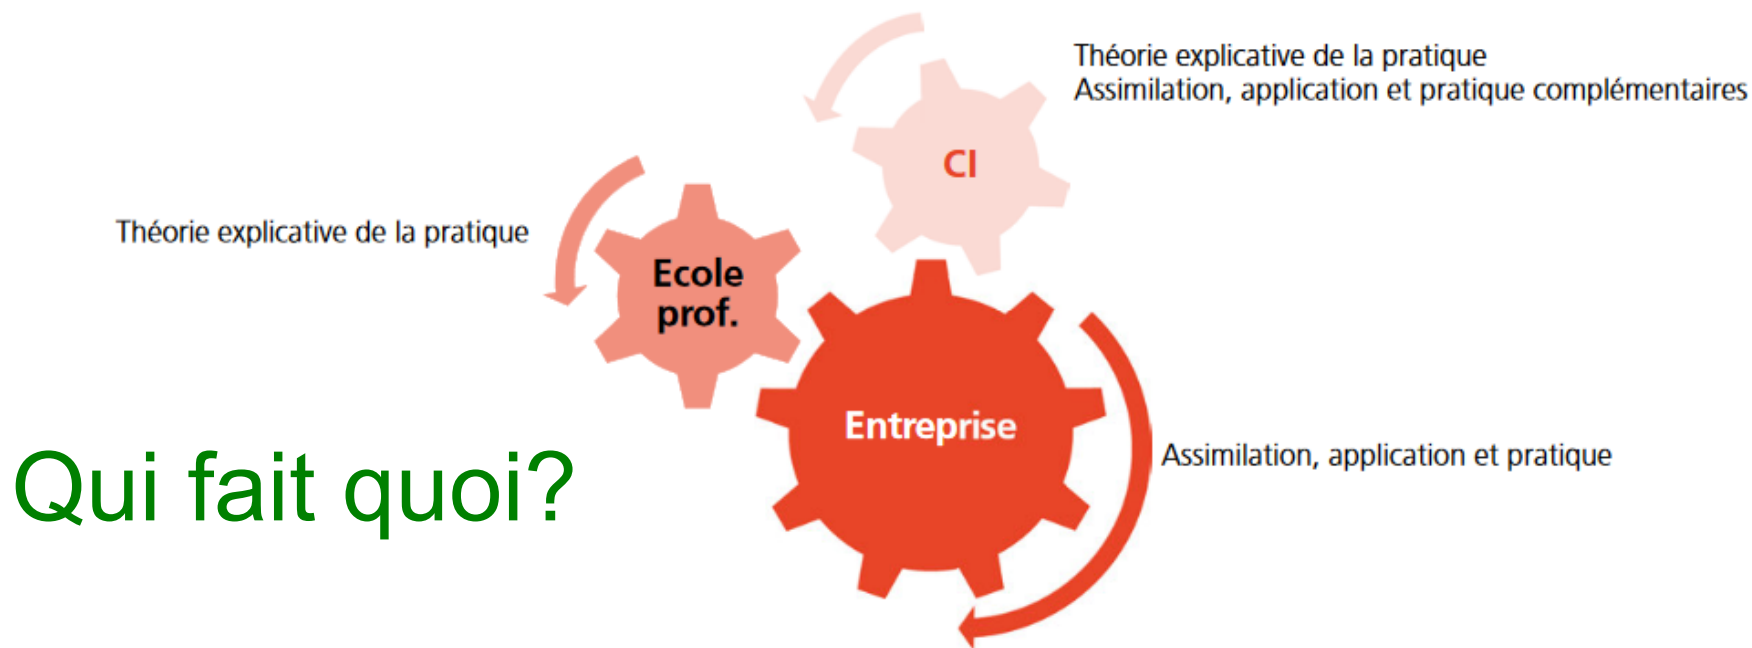 Théorie explicative de la pratique
Assimilation, application et pratique complémentaires
CI
Théorie explicative de la pratique
Ecole
prof.
Entreprise
Assimilation, application et pratique
Qui fait quoi?